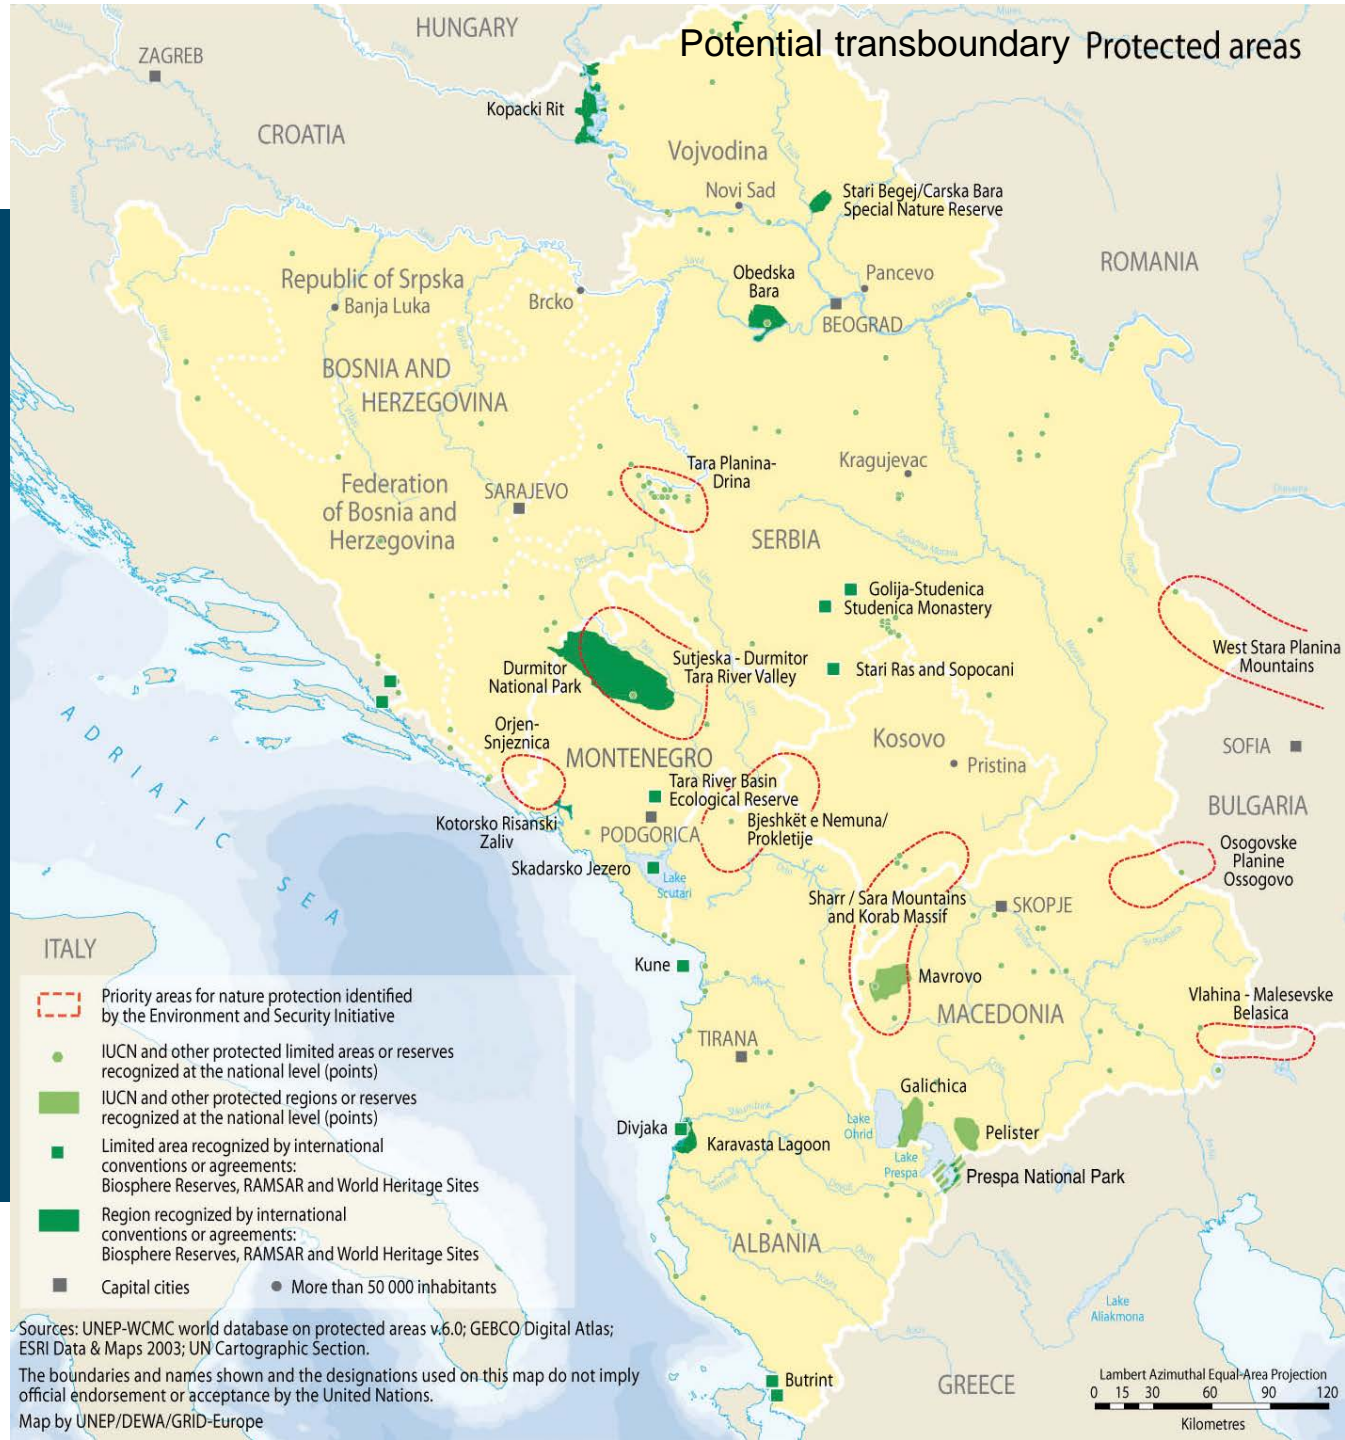 Potential transboundary Protected areas
HUNGARY
ZAGREB
Kopacki Rit
CROATIA
Vojvodina
Novi Sad
Stari Begej/Carska Bara
Special Nature Reserve
ROMANIA
Republic of Srpska
Banja Luka
Brcko
Obedska
Bara
Pancevo
BEOGRAD
Sava
BOSNIA AND
HERZEGOVINA
Tara Planina-
Drina
Kragujevac
Federation
of Bosnia and
Herzegovina
SARAJEVO
SERBIA
Golija-Studenica
Studenica Monastery
West Stara Planina
Mountains
Durmitor
National Park
Sutjeska - Durmitor
Tara River Valley
Stari Ras and Sopocani
Orjen-
Snjeznica
MONTENEGRO
Kosovo
Pristina
SOFIA
BULGARIA
Tara River Basin
Ecological Reserve
Kotorsko Risanski
Zaliv
PODGORICA
Bjeshkët e Nemuna/
Prokletije
Osogovske
Planine
Ossogovo
Skadarsko Jezero
Lake
Scutari
Sharr / Sara Mountains
and Korab Massif
SKOPJE
ADRIATIC SEA
ITALY
Kune
Mavrovo
MACEDONIA
Vlahina - Malesevske
Belasica
TIRANA
Galichica
Divjaka
Karavasta Lagoon
Lake
Ohrid
Pelister
Lake
Prespa
Prespa National Park
ALBANIA
Lake
Aliakmona
Butrint
GREECE
Priority areas for nature protection identified
by the Environment and Security Initiative
IUCN and other protected limited areas or reserves
recognized at the national level (points)
IUCN and other protected regions or reserves
recognized at the national level (points)
Limited area recognized by international
conventions or agreements:
Biosphere Reserves, RAMSAR and World Heritage Sites
Region recognized by international
conventions or agreements:
Biosphere Reserves, RAMSAR and World Heritage Sites
Capital cities
More than 50 000 inhabitants
Sources: UNEP-WCMC world database on protected areas v.6.0; GEBCO Digital Atlas;
ESRI Data & Maps 2003; UN Cartographic Section.
The boundaries and names shown and the designations used on this map do not imply
official endorsement or acceptance by the United Nations.
Map by UNEP/DEWA/GRID-Europe
Lambert Azimuthal Equal-Area Projection
0 15 30 60 90 120
Kilometres